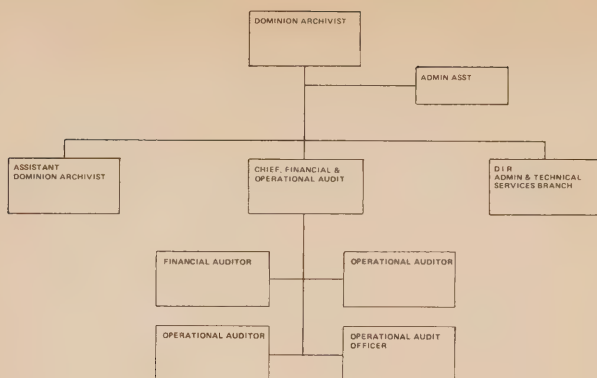 DOMINION ARCHIVIST
ADMIN ASST
ASSISTANT
DOMINION ARCHIVIST
CHIEF, FINANCIAL &
OPERATIONAL AUDIT
DIR
ADMIN & TECHNICAL
SERVICES BRANCH
FINANCIAL AUDITOR
OPERATIONAL AUDITOR
OPERATIONAL AUDITOR
OPERATIONAL AUDIT
OFFICER